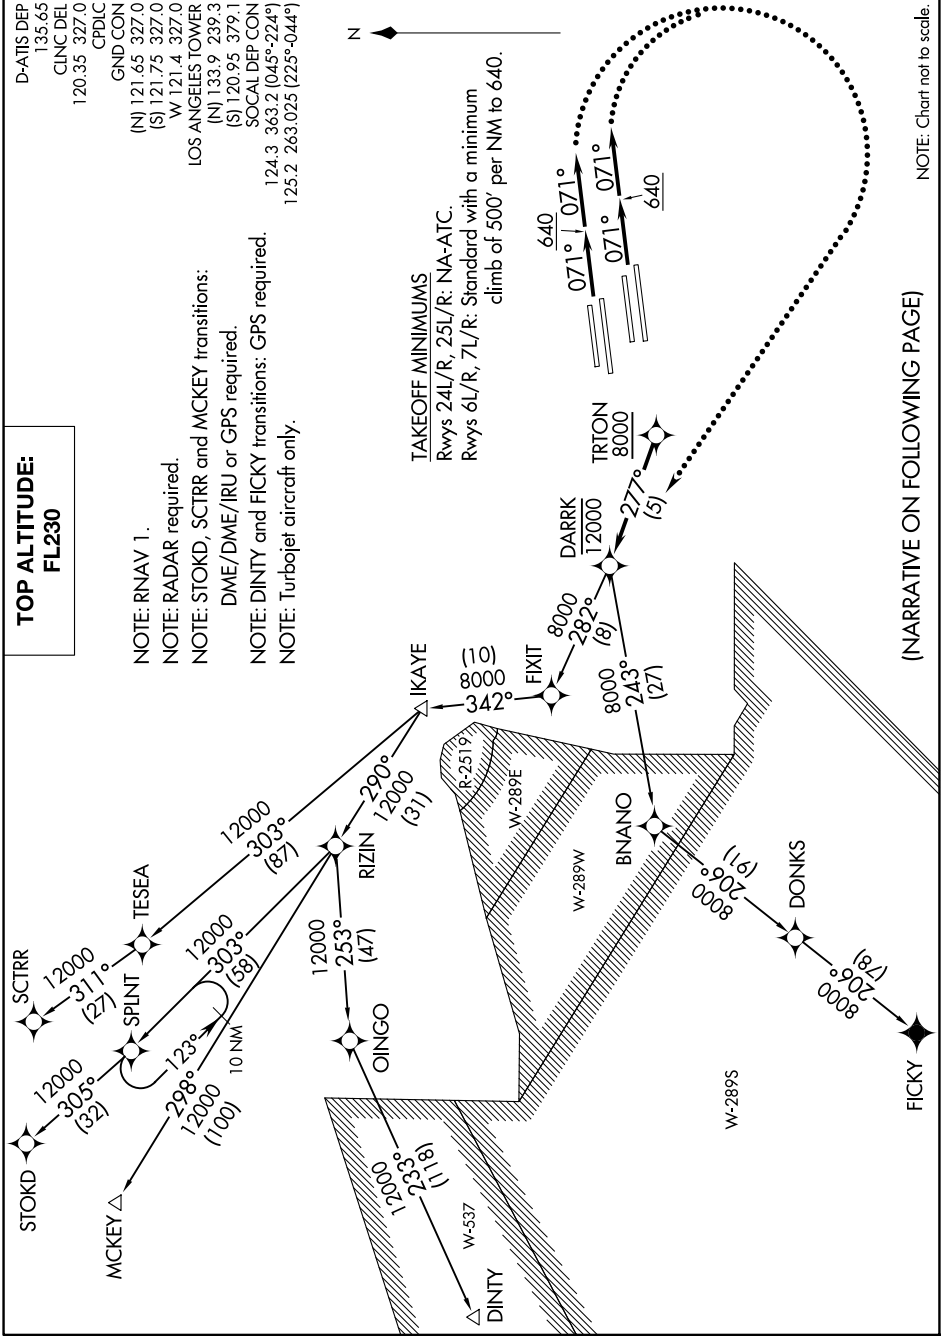 TOP ALTITUDE:
FL230
D-ATIS DEP
135.65
CLNC DEL
120.35 327.0
CPDLC
GND CON
(N) 121.65 327.0
(S) 121.75 327.0
W 121.4 327.0
LOS ANGELES TOWER
(N) 133.9 239.3
(S) 120.95 379.1
SOCAL DEP CON
124.3 363.2 (045°-224°)
125.2 263.025 (225°-044°)
NOTE: RNAV 1.
NOTE: RADAR required.
NOTE: STOKD, SCTRR and MCKEY transitions:
DME/DME/IRU or GPS required.
NOTE: DINTY and FICKY transitions: GPS required.
NOTE: Turbojet aircraft only.
N
TAKEOFF MINIMUMS
Rwys 24L/R, 25L/R: NA-ATC.
Rwys 6L/R, 7L/R: Standard with a minimum
climb of 500' per NM to 640.
STOKD
12000
305°
(32)
SCTRR
12000
311°
(27)
SPLNT
TESEA
12000
303°
(87)
12000
303°
(58)
123°
10 NM
MCKEY
298°
12000
(100)
RIZIN
290°
12000
(31)
IKAYE
(10)
8000
342°
FIXIT
8000
282°
(8)
DARRK
12000
277°
(5)
TRTON
8000
071°
640
071°
071°
640
071°
12000
253°
(47)
OINGO
12000
233°
(118)
DINTY
W-537
R-2519
W-289E
W-289W
W-289S
8000
243°
(27)
BNANO
8000
206°
(91)
DONKS
8000
206°
(78)
FICKY
(NARRATIVE ON FOLLOWING PAGE)
NOTE: Chart not to scale.